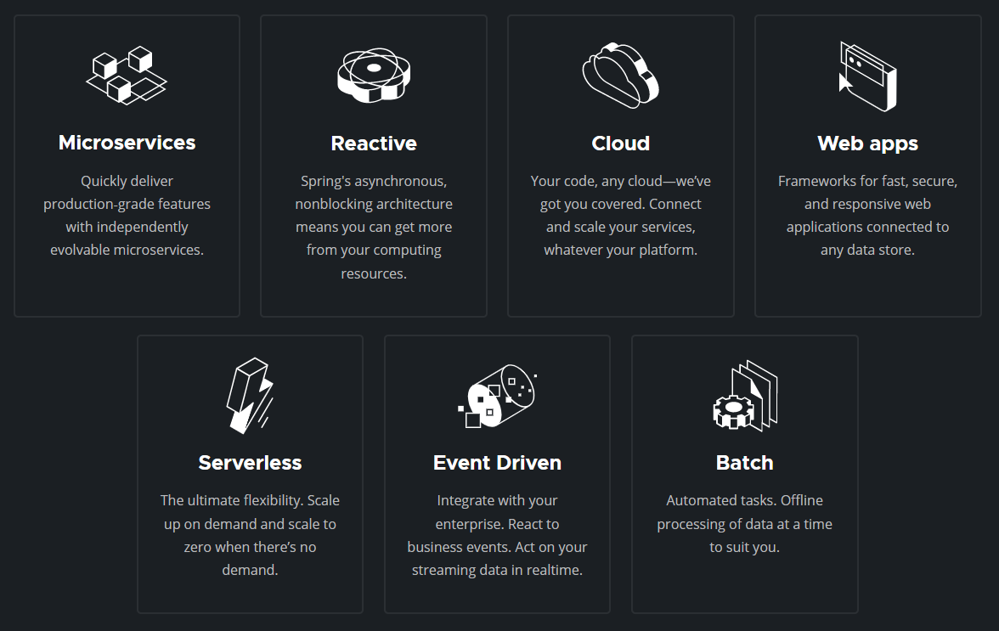 Microservices
Quickly deliver
production-grade features
with independently
evolvable microservices.
Reactive
Spring's asynchronous,
nonblocking architecture
means you can get more
from your computing
resources.
Cloud
Your code, any cloud—we’ve
got you covered. Connect
and scale your services,
whatever your platform.
Web apps
Frameworks for fast, secure,
and responsive web
applications connected to
any data store.
Serverless
The ultimate flexibility. Scale
up on demand and scale to
zero when there’s no
demand.
Event Driven
Integrate with your
enterprise. React to
business events. Act on your
streaming data in realtime.
Batch
Automated tasks. Offline
processing of data at a time
to suit you.